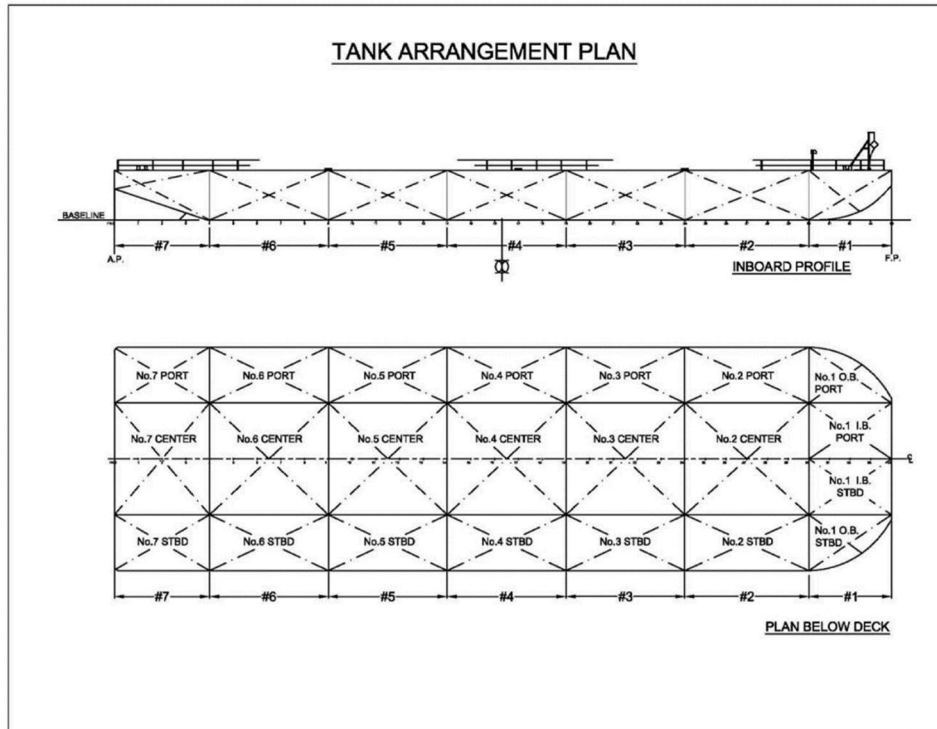 TANK ARRANGEMENT PLAN
BASELINE
#7 #6 #5 #4 #3 #2 #1
A.P. F.P.
INBOARD PROFILE
No.7 PORT No.6 PORT No.5 PORT No.4 PORT No.3 PORT No.2 PORT No.1 O.B. PORT
No.7 CENTER No.6 CENTER No.5 CENTER No.4 CENTER No.3 CENTER No.2 CENTER No.1 I.B. PORT
No.1 I.B. STBD
No.7 STBD No.6 STBD No.5 STBD No.4 STBD No.3 STBD No.2 STBD No.1 O.B. STBD
#7 #6 #5 #4 #3 #2 #1
PLAN BELOW DECK